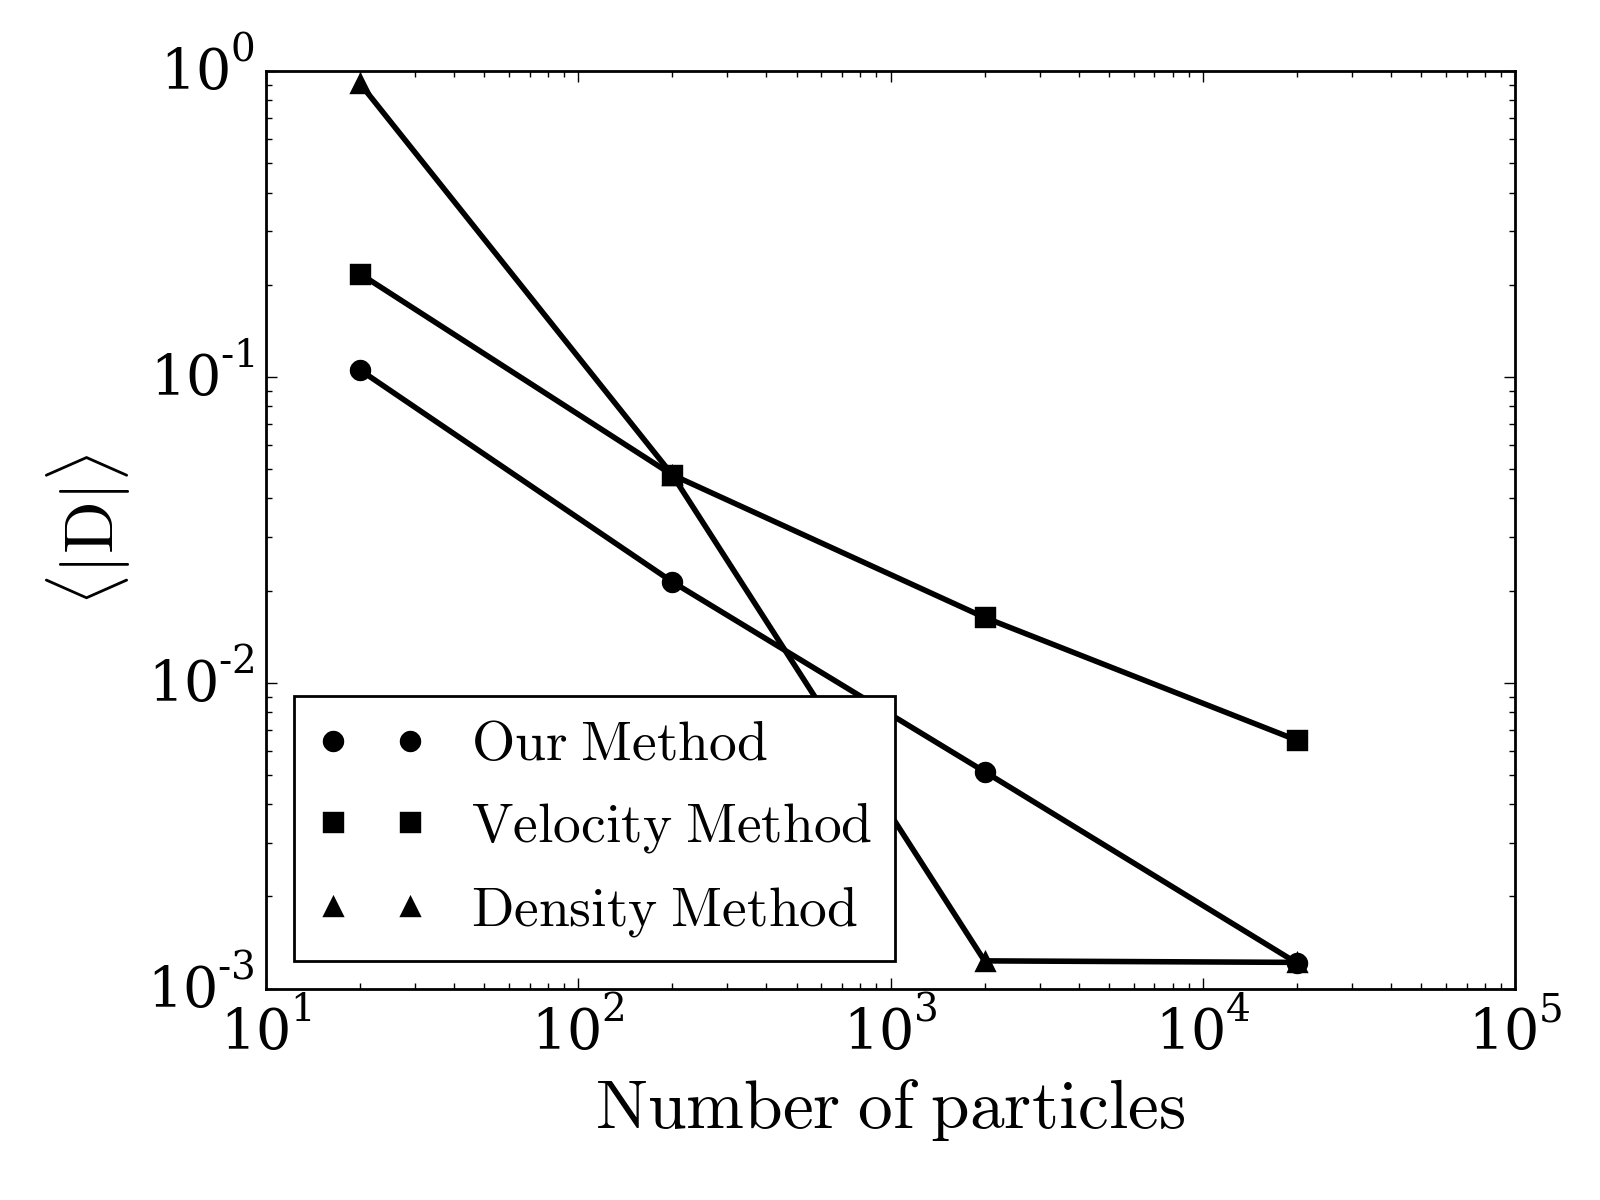 10^0
10^-1
10^-2
10^-3
⟨|D|⟩
Our Method
Velocity Method
Density Method
10^1 10^2 10^3 10^4 10^5
Number of particles